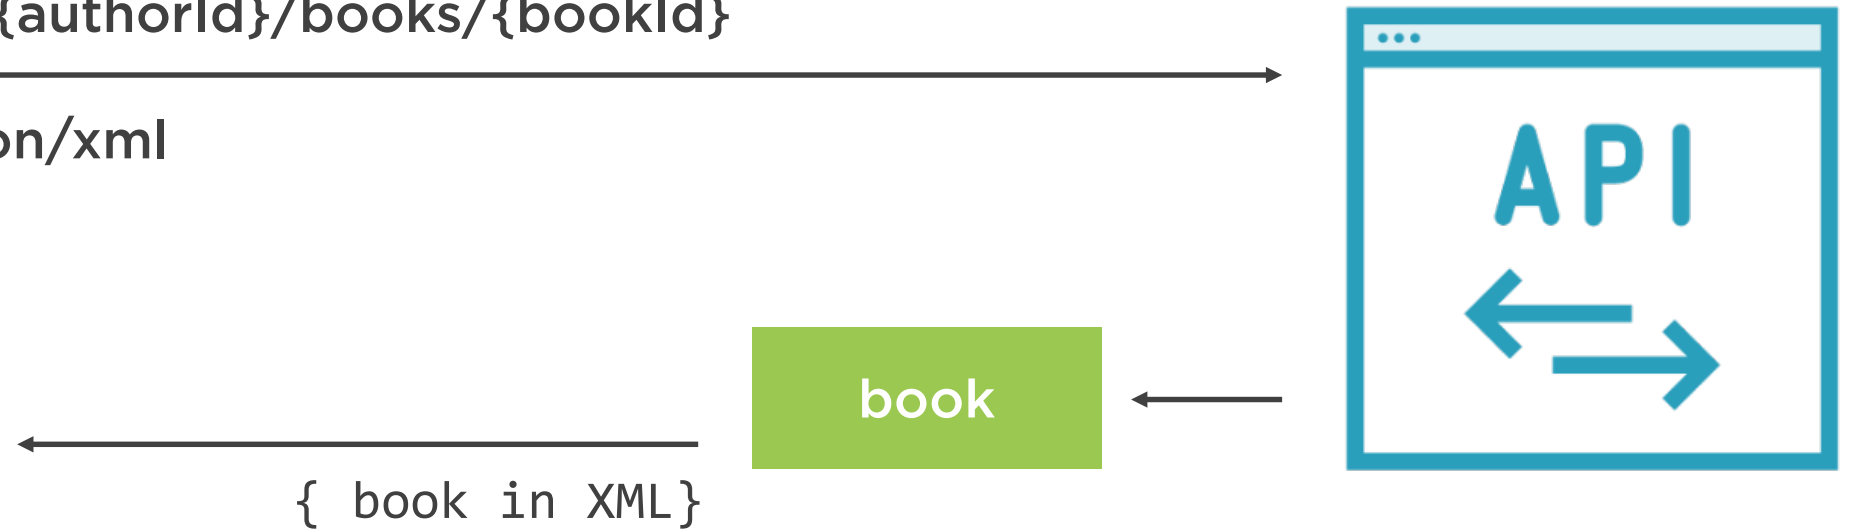 {authorId}/books/{bookId}
on/xml
API
book
{ book in XML}